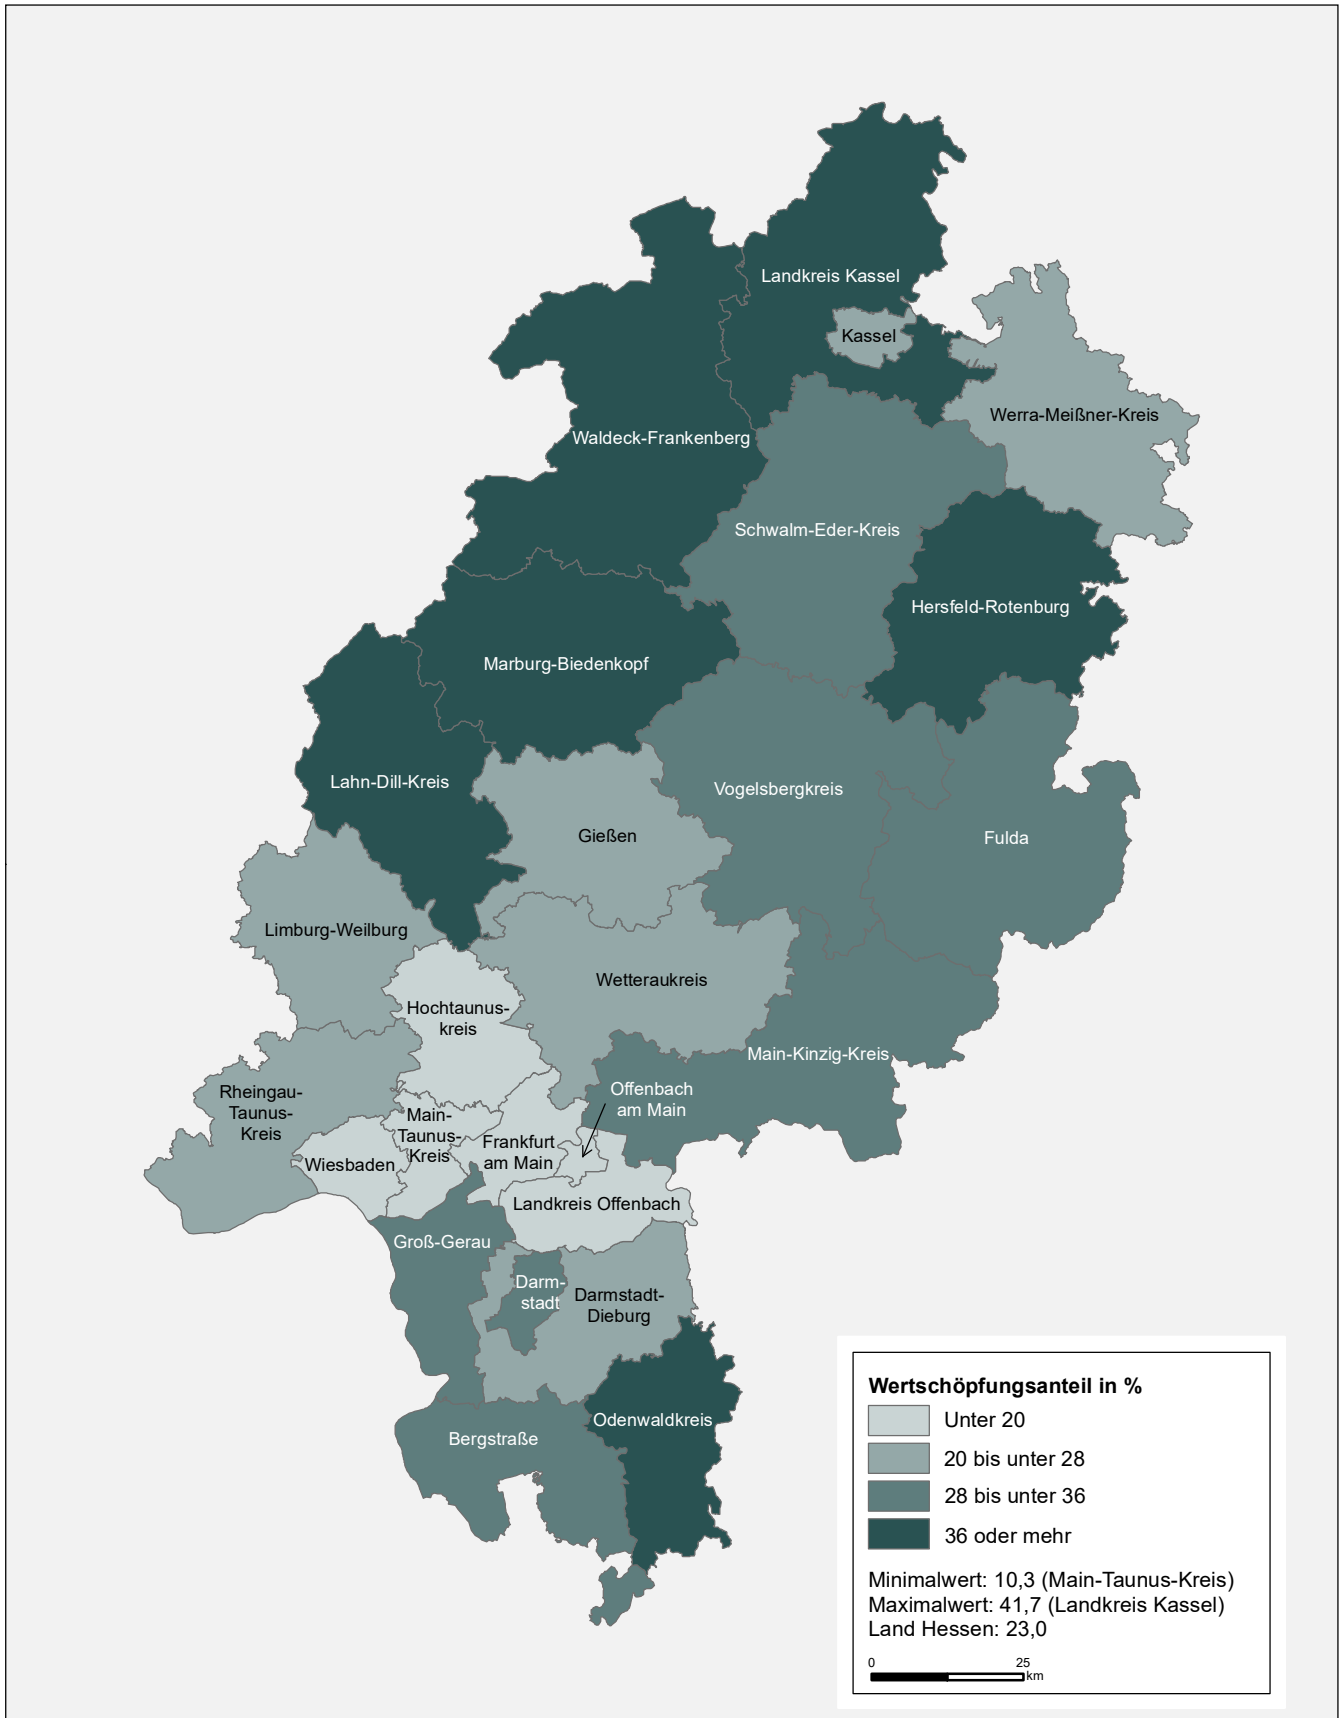 Landkreis Kassel
Kassel
Werra-Meißner-Kreis
Waldeck-Frankenberg
Schwalm-Eder-Kreis
Hersfeld-Rotenburg
Marburg-Biedenkopf
Lahn-Dill-Kreis
Vogelsbergkreis
Gießen
Fulda
Limburg-Weilburg
Wetteraukreis
Hochtaunus-
kreis
Main-Kinzig-Kreis
Rheingau-
Taunus-
Kreis
Offenbach
am Main
Main-
Taunus-
Kreis
Frankfurt
am Main
Wiesbaden
Landkreis Offenbach
Groß-Gerau
Darm-
stadt
Darmstadt-
Dieburg
Odenwaldkreis
Bergstraße
Wertschöpfungsanteil in %
Unter 20
20 bis unter 28
28 bis unter 36
36 oder mehr
Minimalwert: 10,3 (Main-Taunus-Kreis)
Maximalwert: 41,7 (Landkreis Kassel)
Land Hessen: 23,0
0 25
km